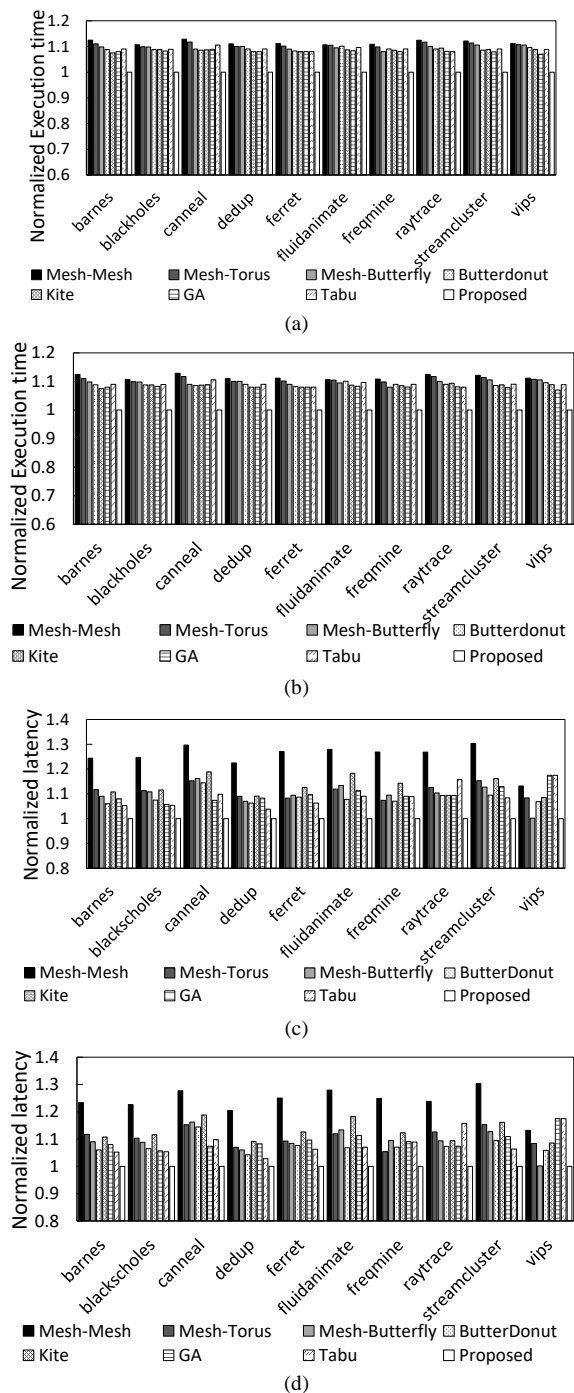 Normalized Execution time
1.2
1.1
1
0.9
0.8
0.7
0.6
barnes
blackholes
canneal
dedup
ferret
fluidanimate
freqmine
raytrace
streamcluster
vips
Mesh-Mesh Mesh-Torus Mesh-Butterfly Butterdonut
Kite GA Tabu Proposed
(a)
Normalized Execution time
1.2
1.1
1
0.9
0.8
0.7
0.6
barnes
blackholes
canneal
dedup
ferret
fluidanimate
freqmine
raytrace
streamcluster
vips
Mesh-Mesh Mesh-Torus Mesh-Butterfly Butterdonut
Kite GA Tabu Proposed
(b)
Normalized latency
1.4
1.3
1.2
1.1
1
0.9
0.8
barnes
blackscholes
canneal
dedup
ferret
fluidanimate
freqmine
raytrace
streamcluster
vips
Mesh-Mesh Mesh-Torus Mesh-Butterfly ButterDonut
Kite GA Tabu Proposed
(c)
Normalized latency
1.4
1.3
1.2
1.1
1
0.9
0.8
barnes
blackscholes
canneal
dedup
ferret
fluidanimate
freqmine
raytrace
streamcluster
vips
Mesh-Mesh Mesh-Torus Mesh-Butterfly ButterDonut
Kite GA Tabu Proposed
(d)